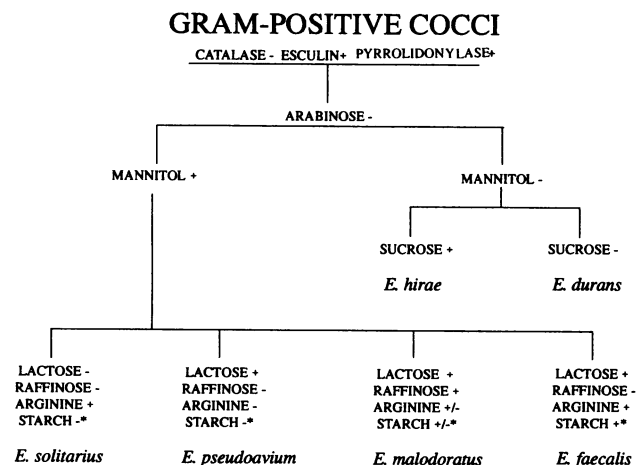 GRAM-POSITIVE COCCI
CATALASE - ESCULIN+ PYRROLIDONYLASE+
ARABINOSE -
MANNITOL + MANNITOL -
SUCROSE + SUCROSE -
E. hirae E. durans
LACTOSE - LACTOSE + LACTOSE + LACTOSE +
RAFFINOSE - RAFFINOSE - RAFFINOSE + RAFFINOSE -
ARGININE + ARGININE - ARGININE +/- ARGININE +
STARCH -* STARCH -* STARCH +/-* STARCH +*
E. solitarius E. pseudoavium E. malodoratus E. faecalis